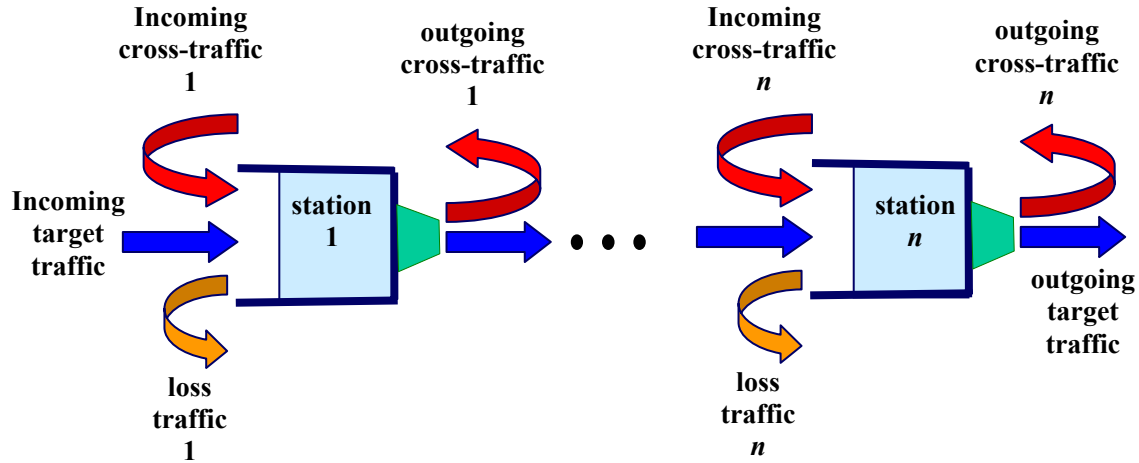 Incoming
cross-traffic
1
outgoing
cross-traffic
1
Incoming
cross-traffic
n
outgoing
cross-traffic
n
Incoming
target
traffic
station
1
station
n
outgoing
target
traffic
loss
traffic
1
loss
traffic
n